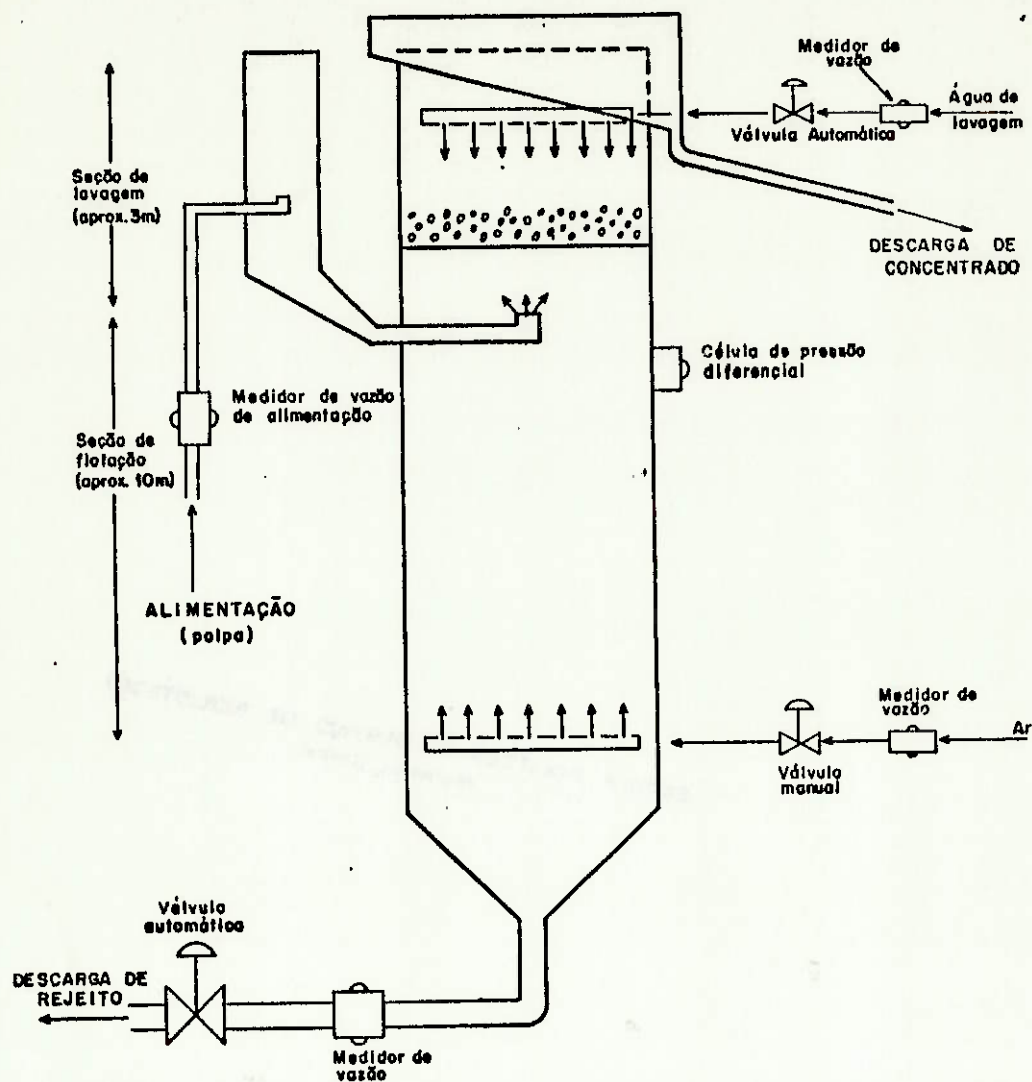 Medidor de
vazão
Água de
lavagem
Válvula Automática
Seção de
lavagem
(aprox. 3m)
DESCARGA DE
CONCENTRADO
Célula de pressão
diferencial
Medidor de vazão
de alimentação
Seção de
flotação
(aprox. 10m)
ALIMENTAÇÃO
(polpa)
Medidor de
vazão
Ar
Válvula
manual
Válvula
automática
DESCARGA DE
REJEITO
Medidor de
vazão